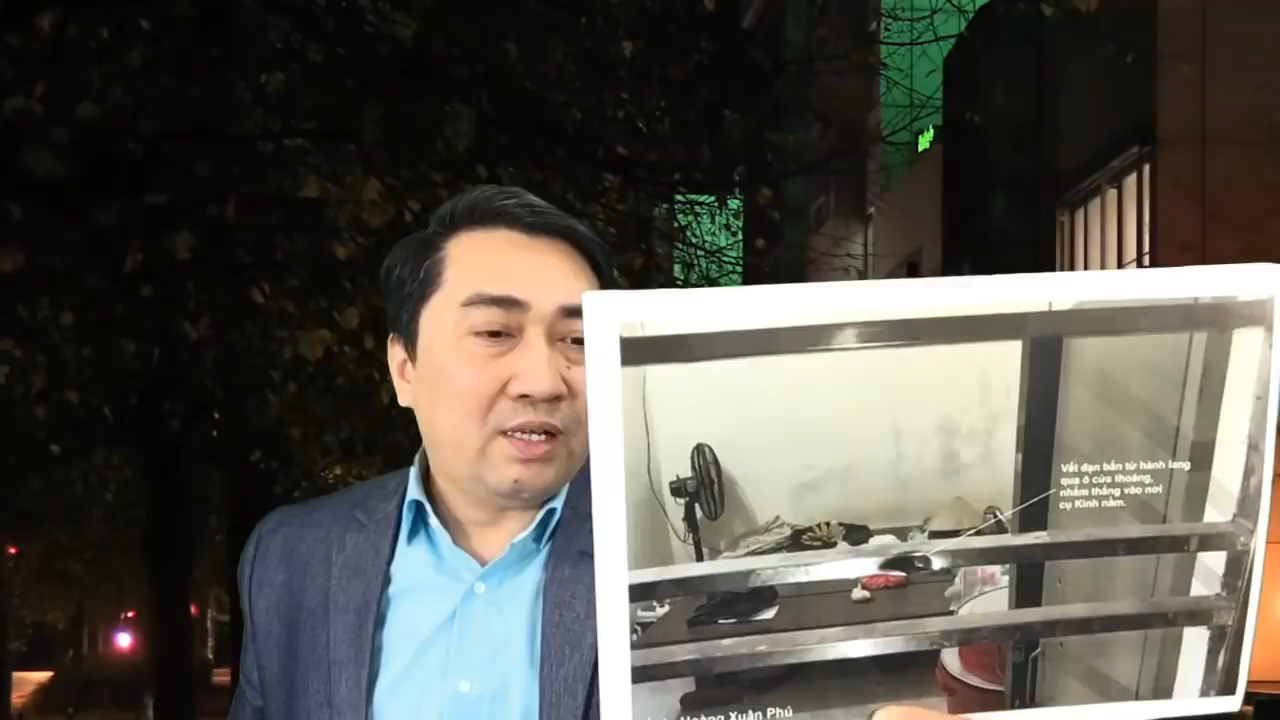 Vết đạn bắn từ hành lang
qua ô cửa thoáng,
nhắm thẳng vào nơi
cụ Kình nằm.
Hoàng Xuân Phú